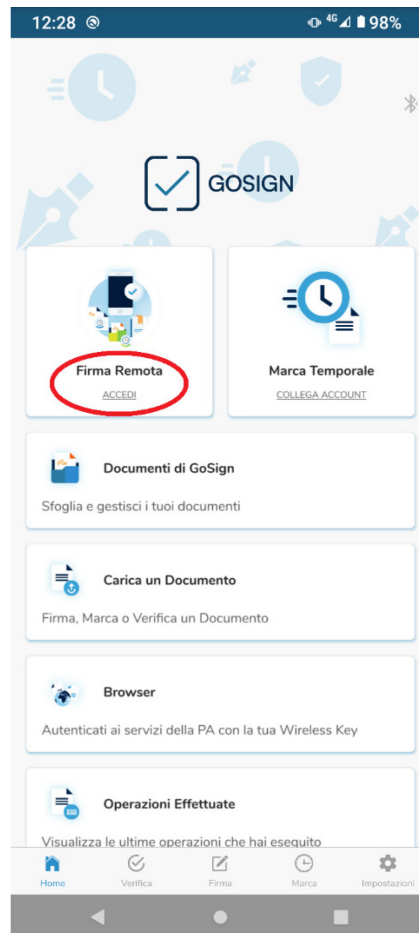 12:28 4G 98%
GOSIGN
Firma Remota
ACCEDI
Marca Temporale
COLLEGA ACCOUNT
Documenti di GoSign
Sfoglia e gestisci i tuoi documenti
Carica un Documento
Firma, Marca o Verifica un Documento
Browser
Autenticati ai servizi della PA con la tua Wireless Key
Operazioni Effettuate
Visualizza le ultime operazioni che hai eseguito
Home Verifica Firma Marca Impostazioni